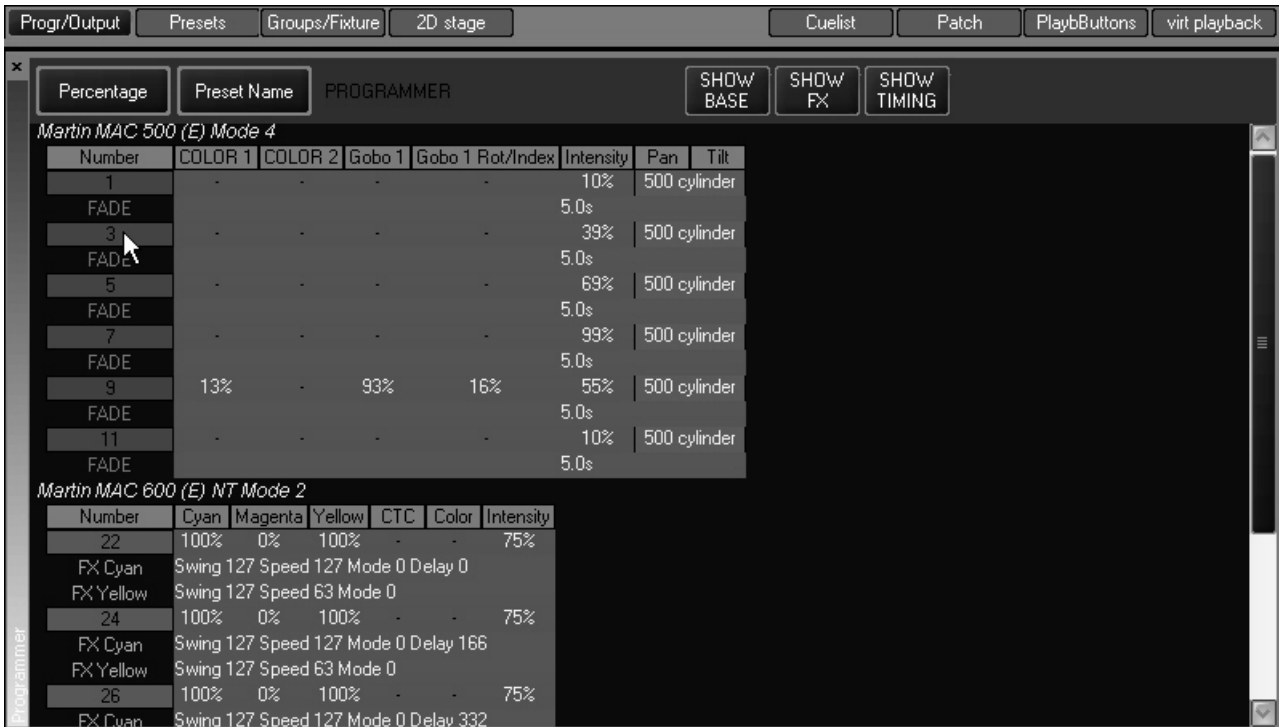 Progr/Output Presets Groups/Fixture 2D stage Cuelist Patch PlaybButtons virt playback
×
Percentage Preset Name PROGRAMMER SHOW BASE SHOW FX SHOW TIMING
Martin MAC 500 (E) Mode 4
Number COLOR 1 COLOR 2 Gobo 1 Gobo 1 Rot/Index Intensity Pan Tilt
1 - - - - 10% 500 cylinder
FADE 5.0s
3 - - - - 39% 500 cylinder
FADE 5.0s
5 - - - - 69% 500 cylinder
FADE 5.0s
7 - - - - 99% 500 cylinder
FADE 5.0s
9 13% - 93% 16% 55% 500 cylinder
FADE 5.0s
11 - - - - 10% 500 cylinder
FADE 5.0s
Martin MAC 600 (E) NT Mode 2
Number Cyan Magenta Yellow CTC Color Intensity
22 100% 0% 100% - - 75%
FX Cyan Swing 127 Speed 127 Mode 0 Delay 0
FX Yellow Swing 127 Speed 63 Mode 0
24 100% 0% 100% - - 75%
FX Cyan Swing 127 Speed 127 Mode 0 Delay 166
FX Yellow Swing 127 Speed 63 Mode 0
26 100% 0% 100% - - 75%
FX Cyan Swing 127 Speed 127 Mode 0 Delay 332
Programmer